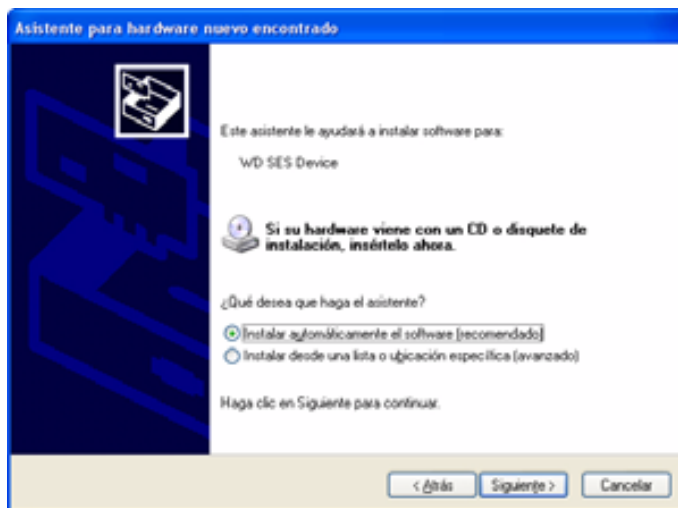 Asistente para hardware nuevo encontrado
Este asistente le ayudará a instalar software para:
WD SES Device
Si su hardware viene con un CD o disquete de
instalación, insértelo ahora.
¿Qué desea que haga el asistente?
Instalar automáticamente el software (recomendado)
Instalar desde una lista o ubicación específica (avanzado)
Haga clic en Siguiente para continuar.
< Atrás Siguiente > Cancelar